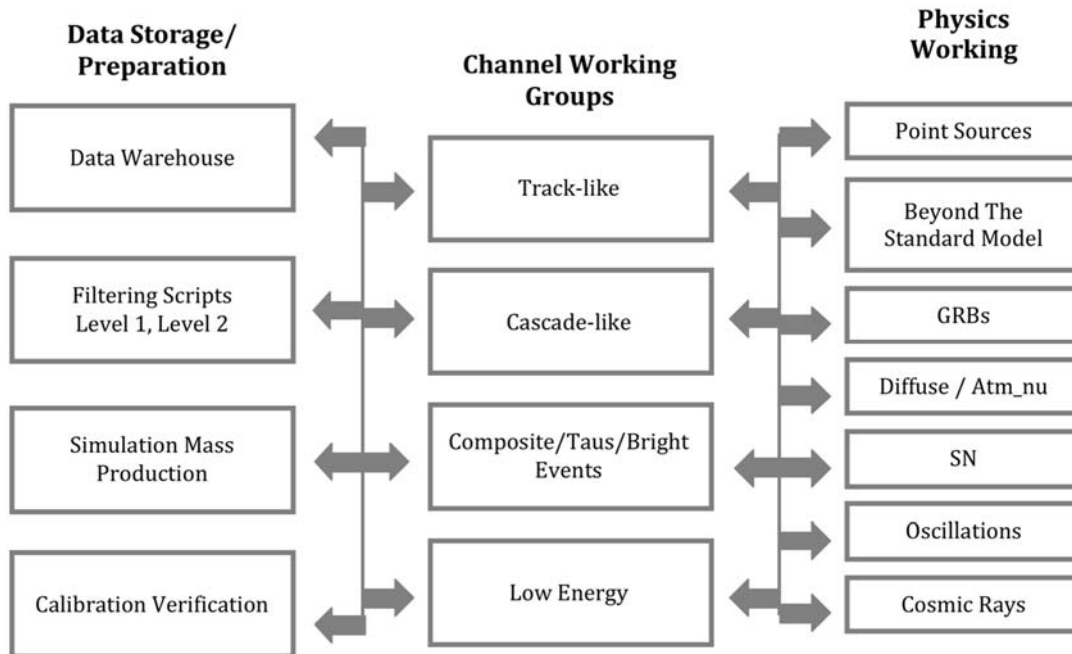 Data Storage/
Preparation
Data Warehouse
Filtering Scripts
Level 1, Level 2
Simulation Mass
Production
Calibration Verification
Channel Working
Groups
Track-like
Cascade-like
Composite/Taus/Bright
Events
Low Energy
Physics
Working
Point Sources
Beyond The
Standard Model
GRBs
Diffuse / Atm_nu
SN
Oscillations
Cosmic Rays